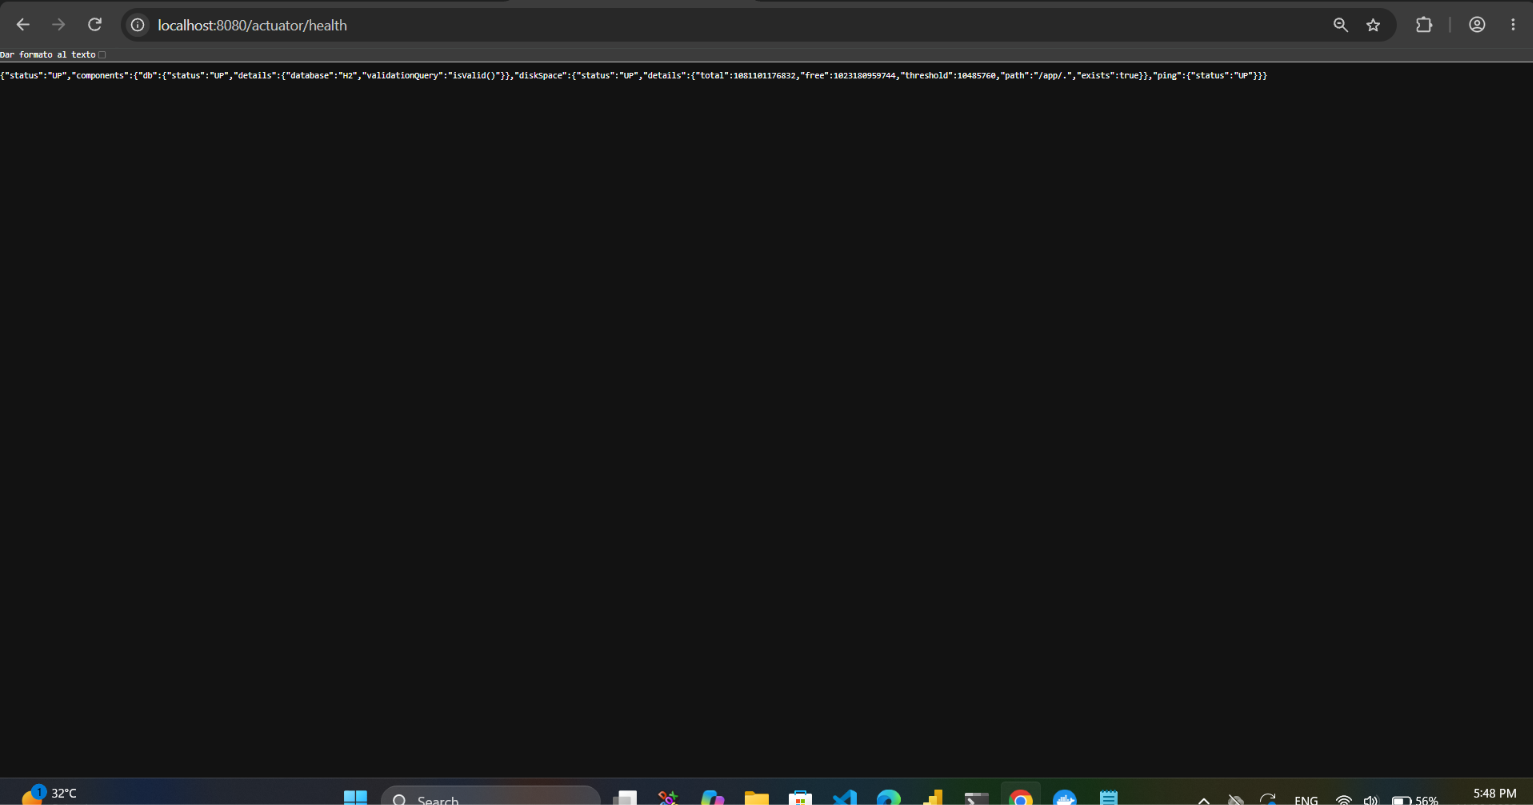 localhost:8080/actuator/health
Dar formato al texto
{"status":"UP","components":{"db":{"status":"UP","details":{"database":"H2","validationQuery":"isValid()"}},"diskSpace":{"status":"UP","details":{"total":1081101176832,"free":1023180959744,"threshold":10485760,"path":"/app/.","exists":true}},"ping":{"status":"UP"}}}
1
32°C
Search
ENG
56%
5:48 PM